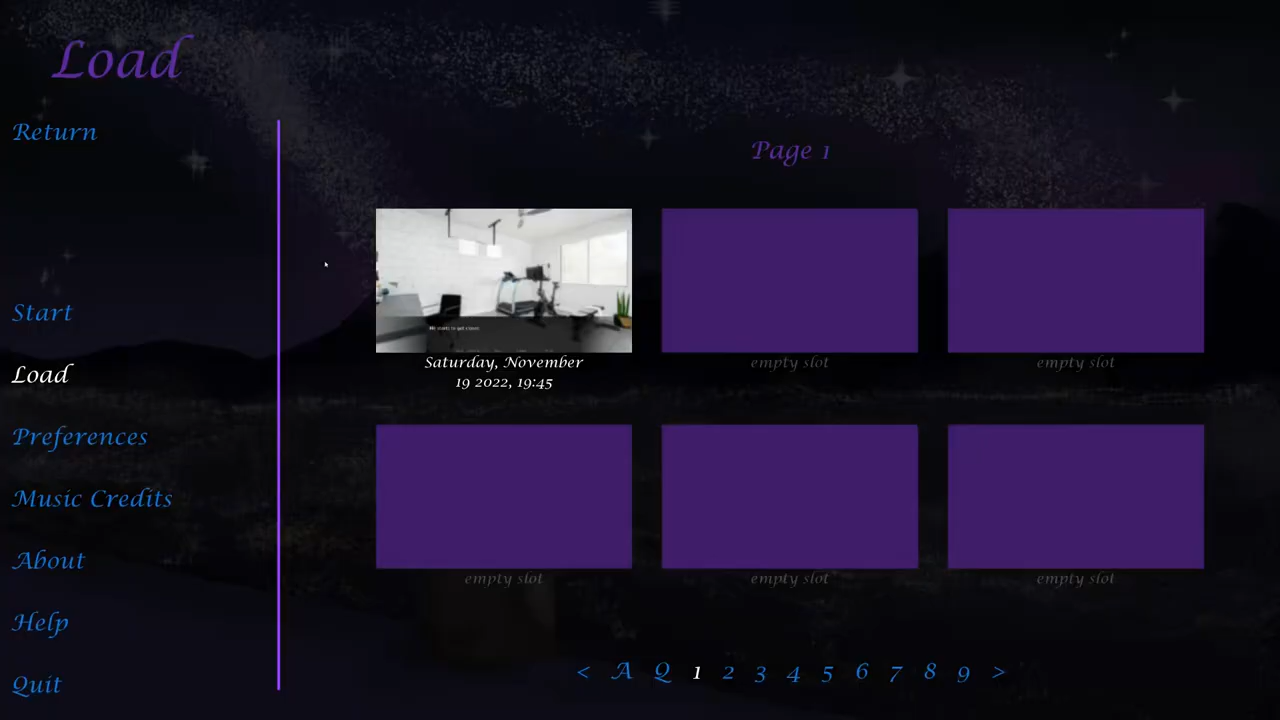 Load
Return
Start
Load
Preferences
Music Credits
About
Help
Quit
Page 1
Saturday, November
19 2022, 19:45
empty slot
empty slot
empty slot
empty slot
empty slot
< A Q 1 2 3 4 5 6 7 8 9 >